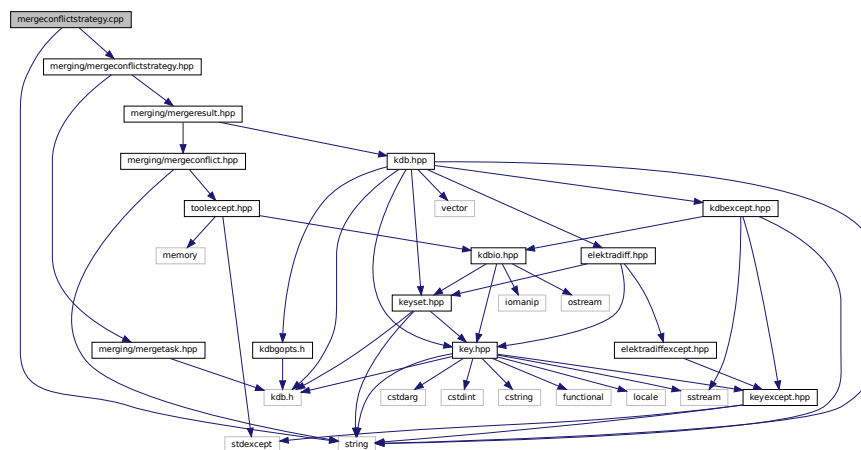 mergeconflictstrategy.cpp
merging/mergeconflictstrategy.hpp
merging/mergeresult.hpp
merging/mergeconflict.hpp
kdb.hpp
toolexcept.hpp
vector
kdbexcept.hpp
memory
kdbio.hpp
elektradiff.hpp
keyset.hpp
iomanip
ostream
merging/mergetask.hpp
kdbgopts.h
key.hpp
elektradiffexcept.hpp
kdb.h
cstdarg
cstdint
cstring
functional
locale
sstream
keyexcept.hpp
stdexcept
string